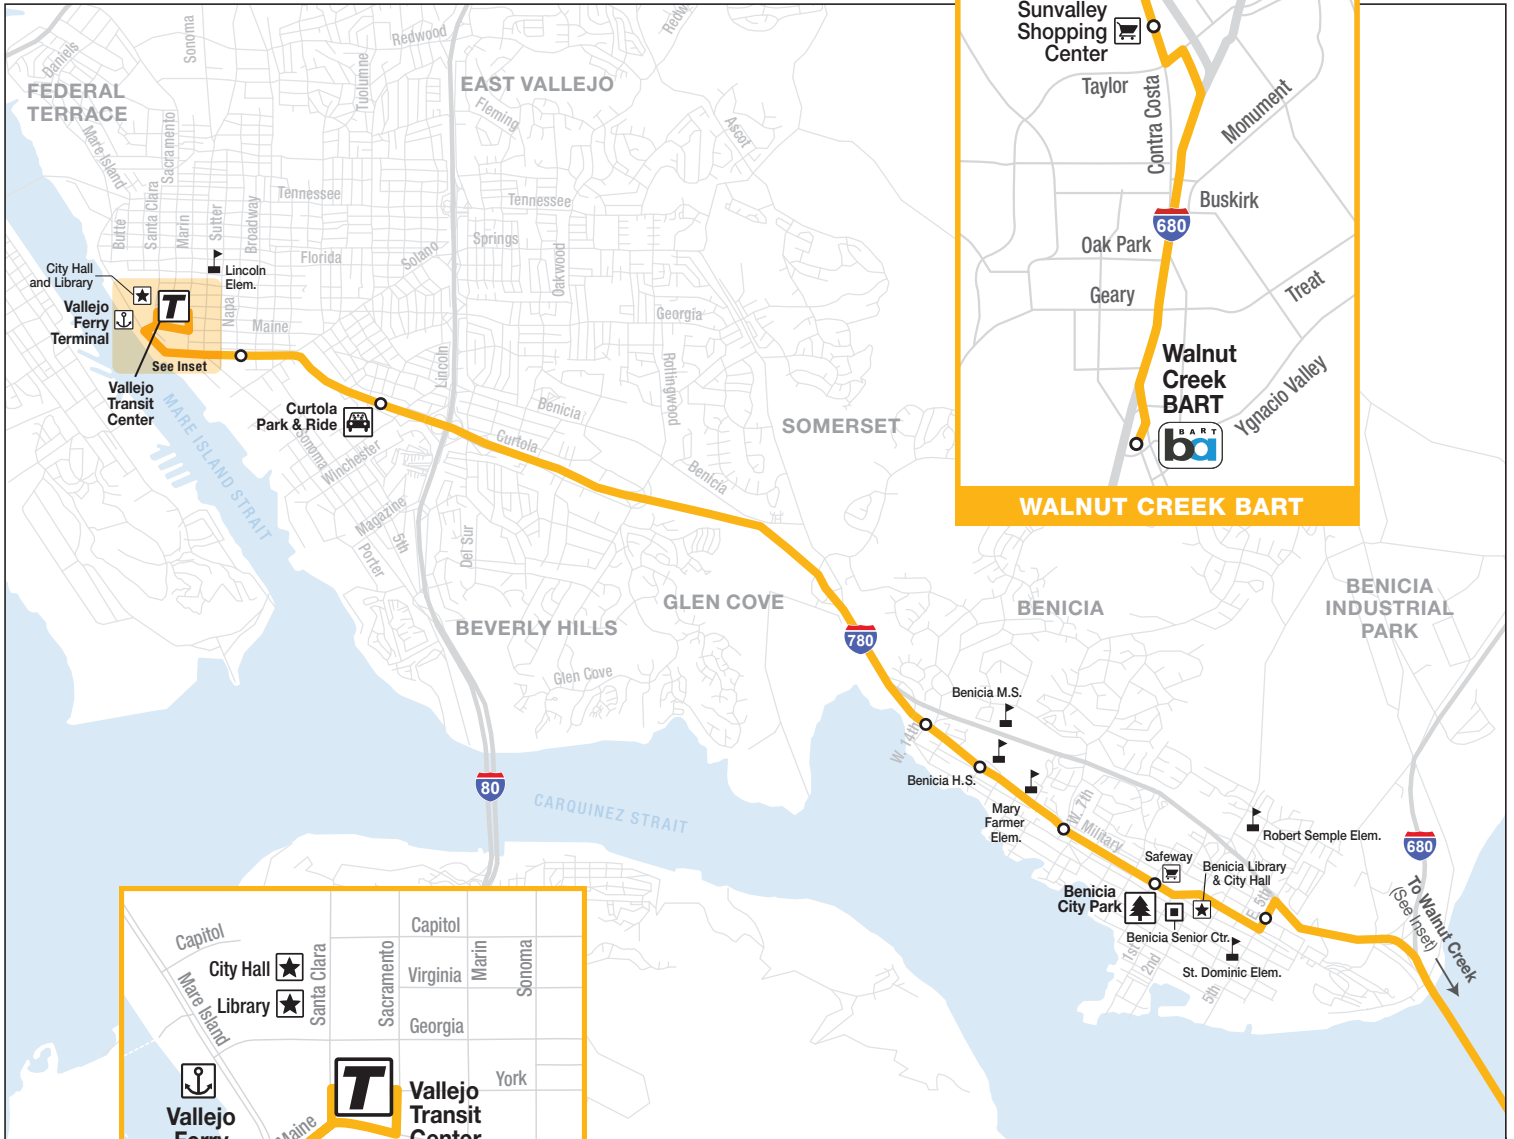 Daniels
Sonoma
Redwood
Redw
FEDERAL
TERRACE
Tuolumne
EAST VALLEJO
Fleming
Ascot
Mare Island
Sacramento
Tennessee
Tennessee
Butte
Santa Clara
Marin
Sutter
Broadway
Florida
Solano
Springs
Oakwood
City Hall
and Library
Lincoln
Elem.
Vallejo
Ferry
Terminal
T
Napa
Maine
Georgia
See Inset
Lincoln
Rollingwood
Vallejo
Transit
Center
Curtola
Park & Ride
Benicia
Curtola
SOMERSET
MARE ISLAND STRAIT
Sonoma
Winchester
Benicia
Magazine
5th
Porter
Del Sur
GLEN COVE
BEVERLY HILLS
Glen Cove
780
BENICIA
BENICIA
INDUSTRIAL
PARK
80
CARQUINEZ STRAIT
Benicia M.S.
W. 14th
Benicia H.S.
Mary
Farmer
Elem.
W. 7th
Military
Safeway
Benicia Library
& City Hall
Robert Semple Elem.
680
Benicia
City Park
E. 5th
Benicia Senior Ctr.
St. Dominic Elem.
1st
2nd
5th
To Walnut Creek
(See Inset)
Sunvalley
Shopping
Center
Taylor
Contra Costa
Monument
Buskirk
680
Oak Park
Geary
Treat
Walnut
Creek
BART
BART
ba
Ygnacio Valley
WALNUT CREEK BART
Capitol
Capitol
City Hall
Library
Santa Clara
Sacramento
Marin
Sonoma
Virginia
Mare Island
Georgia
York
T
Vallejo
Transit
Center
Vallejo
Ferry
Maine